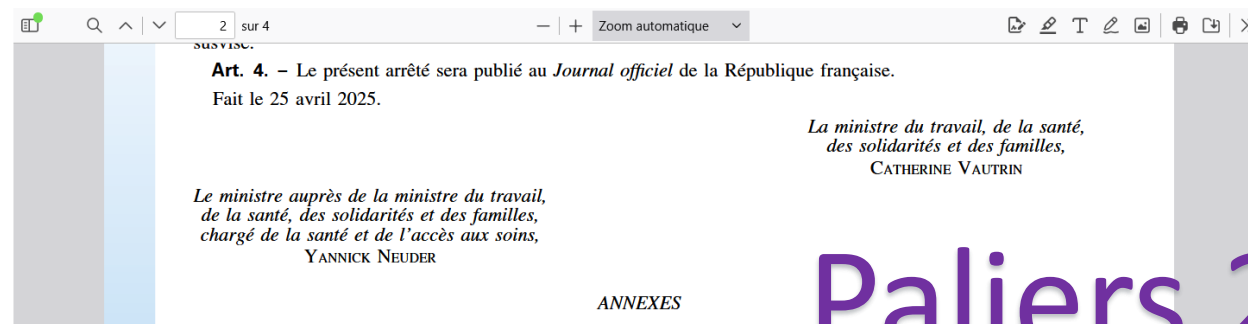 2 sur 4 Zoom automatique
susvisé.
Art. 4. – Le présent arrêté sera publié au Journal officiel de la République française.
Fait le 25 avril 2025.
La ministre du travail, de la santé,
des solidarités et des familles,
CATHERINE VAUTRIN
Le ministre auprès de la ministre du travail,
de la santé, des solidarités et des familles,
chargé de la santé et de l’accès aux soins,
YANNICK NEUDER
Paliers
ANNEXES